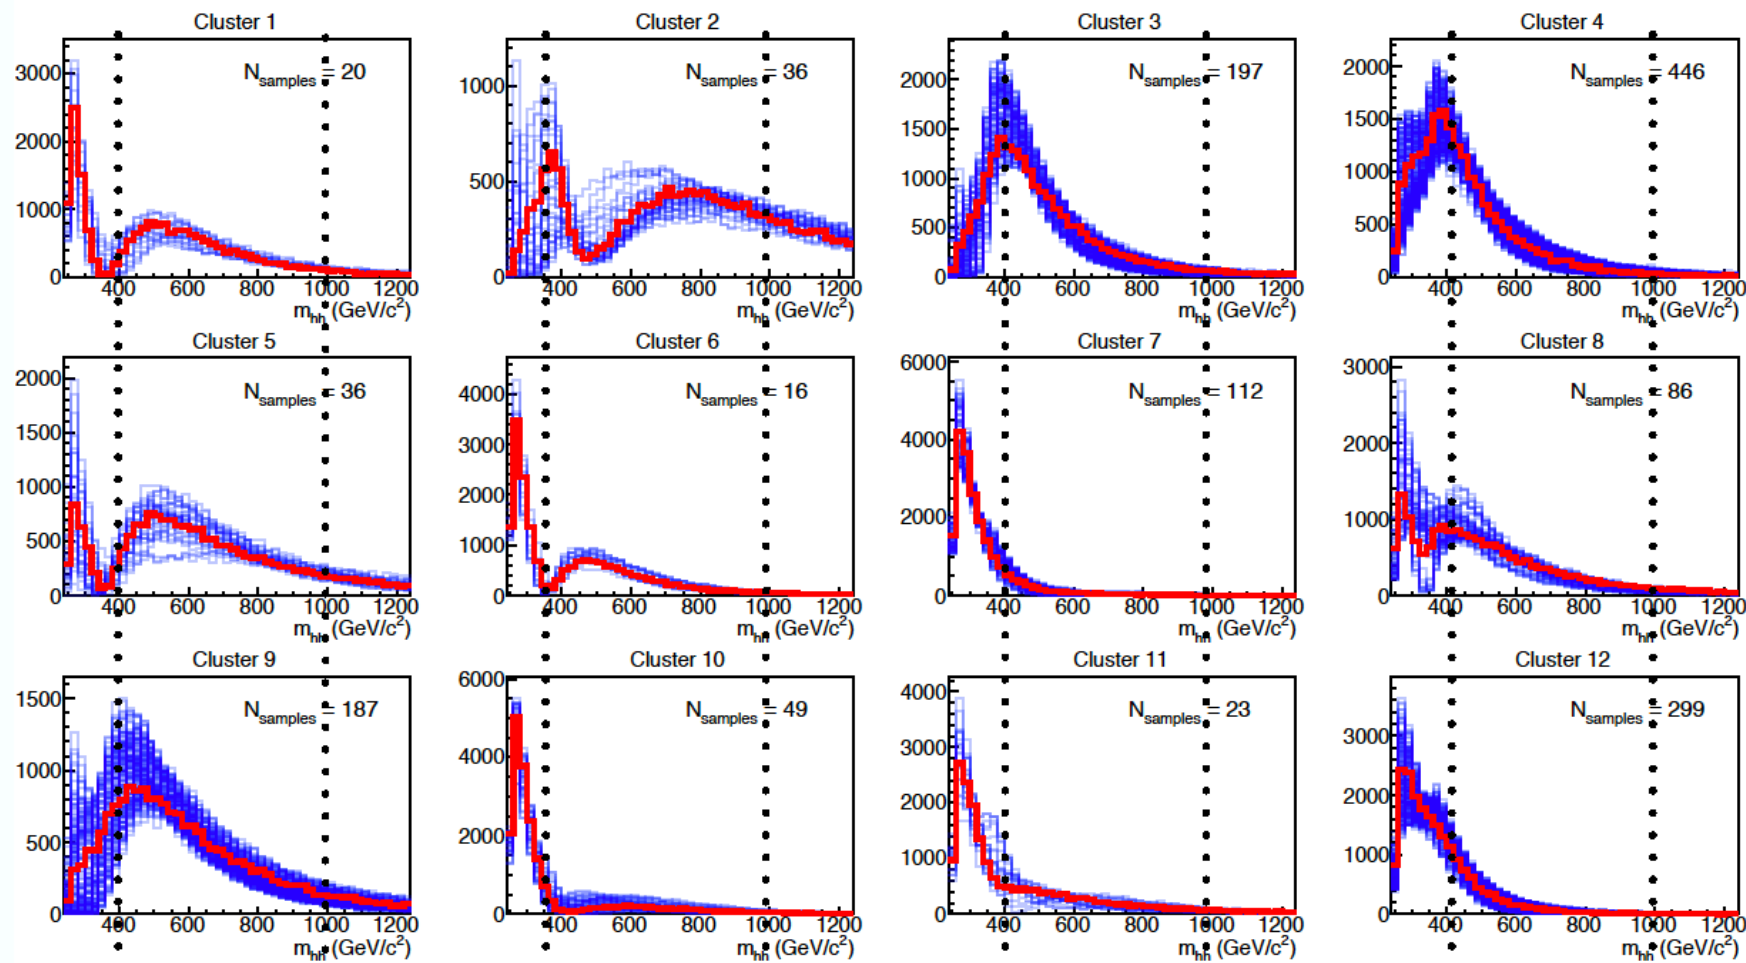 Cluster 1
N_samples = 20
3000
2000
1000
0
400 600 800 1000 1200
m_hh (GeV/c²)
Cluster 2
N_samples = 36
1000
500
0
400 600 800 1000 1200
m_hh (GeV/c²)
Cluster 3
N_samples = 197
2000
1500
1000
500
0
400 600 800 1000 1200
m_hh (GeV/c²)
Cluster 4
N_samples = 446
2000
1500
1000
500
0
400 600 800 1000 1200
m_hh (GeV/c²)
Cluster 5
N_samples = 36
2000
1500
1000
500
0
400 600 800 1000 1200
m_hh (GeV/c²)
Cluster 6
N_samples = 16
4000
3000
2000
1000
0
400 600 800 1000 1200
m_hh (GeV/c²)
Cluster 7
N_samples = 112
6000
4000
2000
0
400 600 800 1000 1200
m_hh (GeV/c²)
Cluster 8
N_samples = 86
3000
2000
1000
0
400 600 800 1000 1200
m_hh (GeV/c²)
Cluster 9
N_samples = 187
1500
1000
500
0
400 600 800 1000 1200
m_hh (GeV/c²)
Cluster 10
N_samples = 49
6000
4000
2000
0
400 600 800 1000 1200
m_hh (GeV/c²)
Cluster 11
N_samples = 23
4000
3000
2000
1000
0
400 600 800 1000 1200
m_hh (GeV/c²)
Cluster 12
N_samples = 299
3000
2000
1000
0
400 600 800 1000 1200
m_hh (GeV/c²)